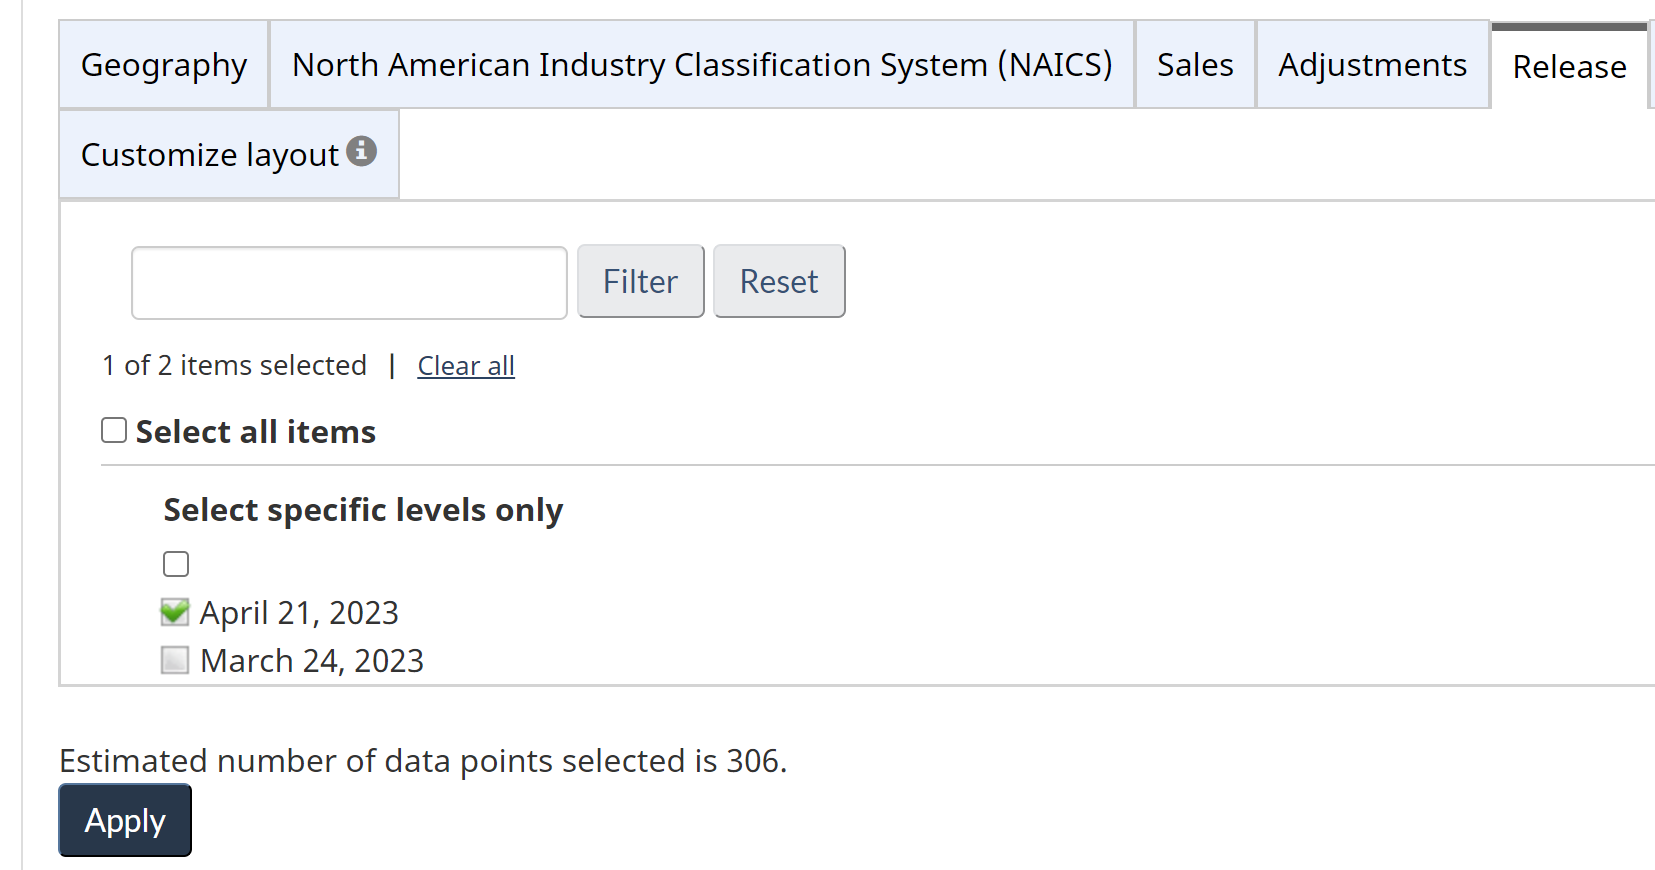 Geography North American Industry Classification System (NAICS) Sales Adjustments Release
Customize layout
Filter Reset
1 of 2 items selected | Clear all
Select all items
Select specific levels only
April 21, 2023
March 24, 2023
Estimated number of data points selected is 306.
Apply